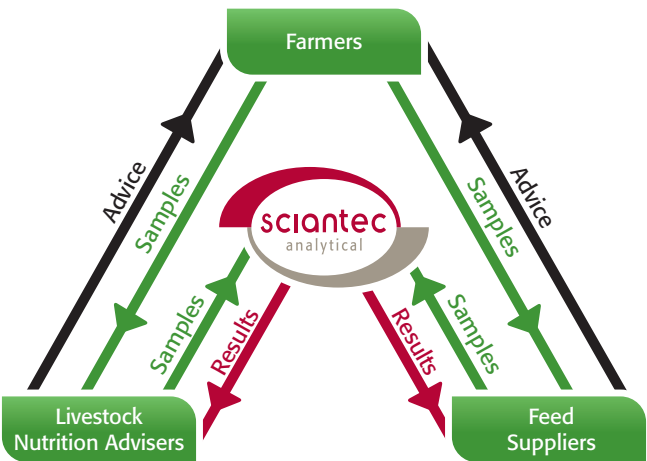 Farmers
Advice
Samples
Samples
Advice
sciantec
analytical
Samples
Results
Results
Samples
Livestock
Nutrition Advisers
Feed
Suppliers